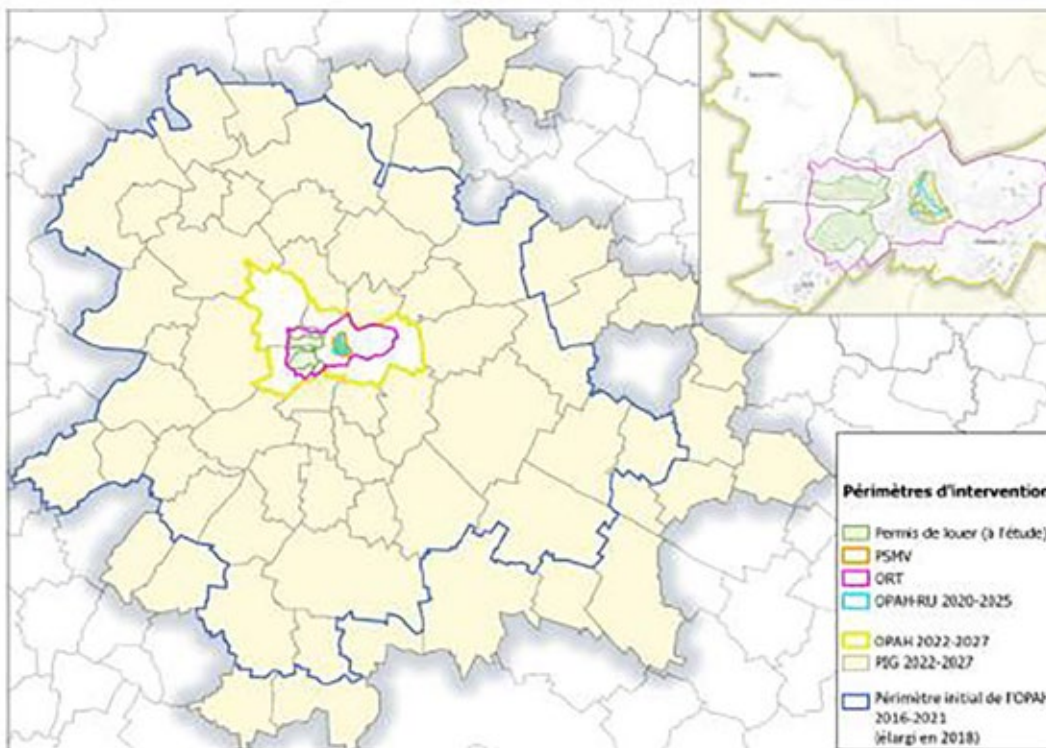 Périmètres d'intervention
Permis de louer (à l'étude)
PSMV
ORT
OPAH-RU 2020-2025
OPAH 2022-2027
PIG 2022-2027
Périmètre initial de l'OPAH
2016-2021
(élargi en 2018)